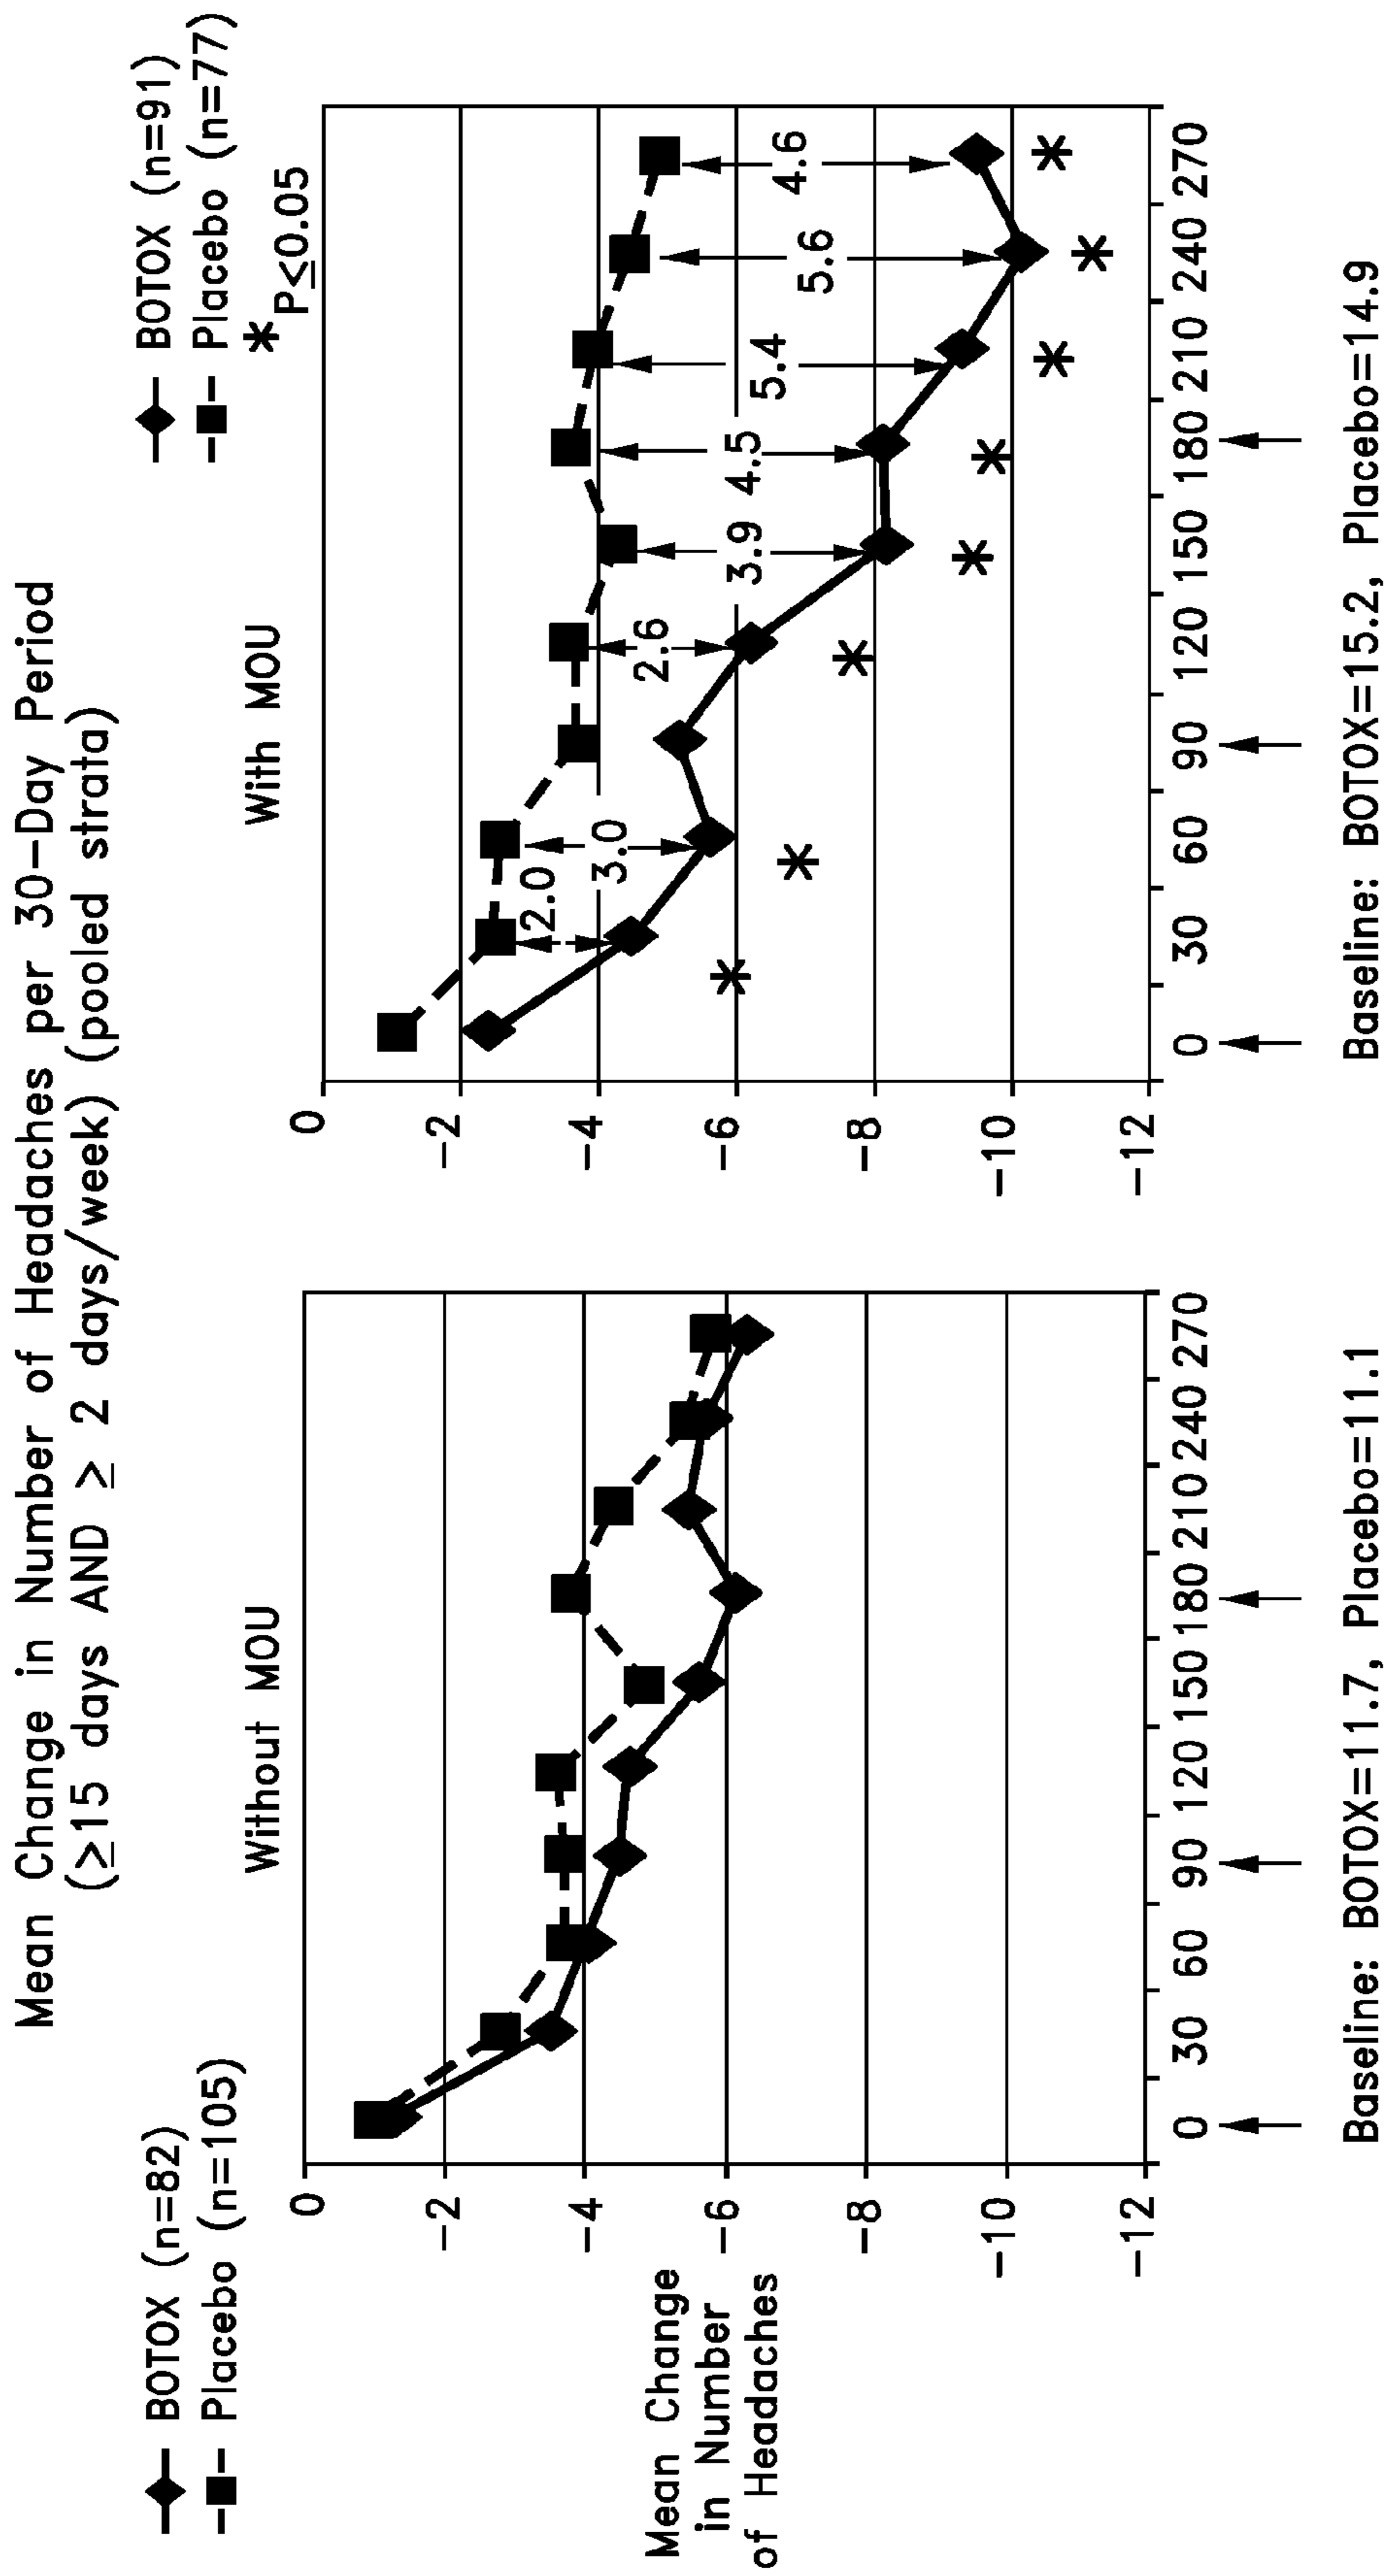 Mean Change in Number of Headaches per 30-Day Period
(≥15 days AND ≥ 2 days/week) (pooled strata)
BOTOX (n=82)
Placebo (n=105)
Without MOU
Mean Change
in Number
of Headaches
0
-2
-4
-6
-8
-10
-12
0 30 60 90 120 150 180 210 240 270
Baseline: BOTOX=11.7, Placebo=11.1
BOTOX (n=91)
Placebo (n=77)
* P≤0.05
With MOU
0
-2
-4
-6
-8
-10
-12
2.0
3.0
2.6
3.9
4.5
5.4
5.6
4.6
* * * * * * * *
0 30 60 90 120 150 180 210 240 270
Baseline: BOTOX=15.2, Placebo=14.9